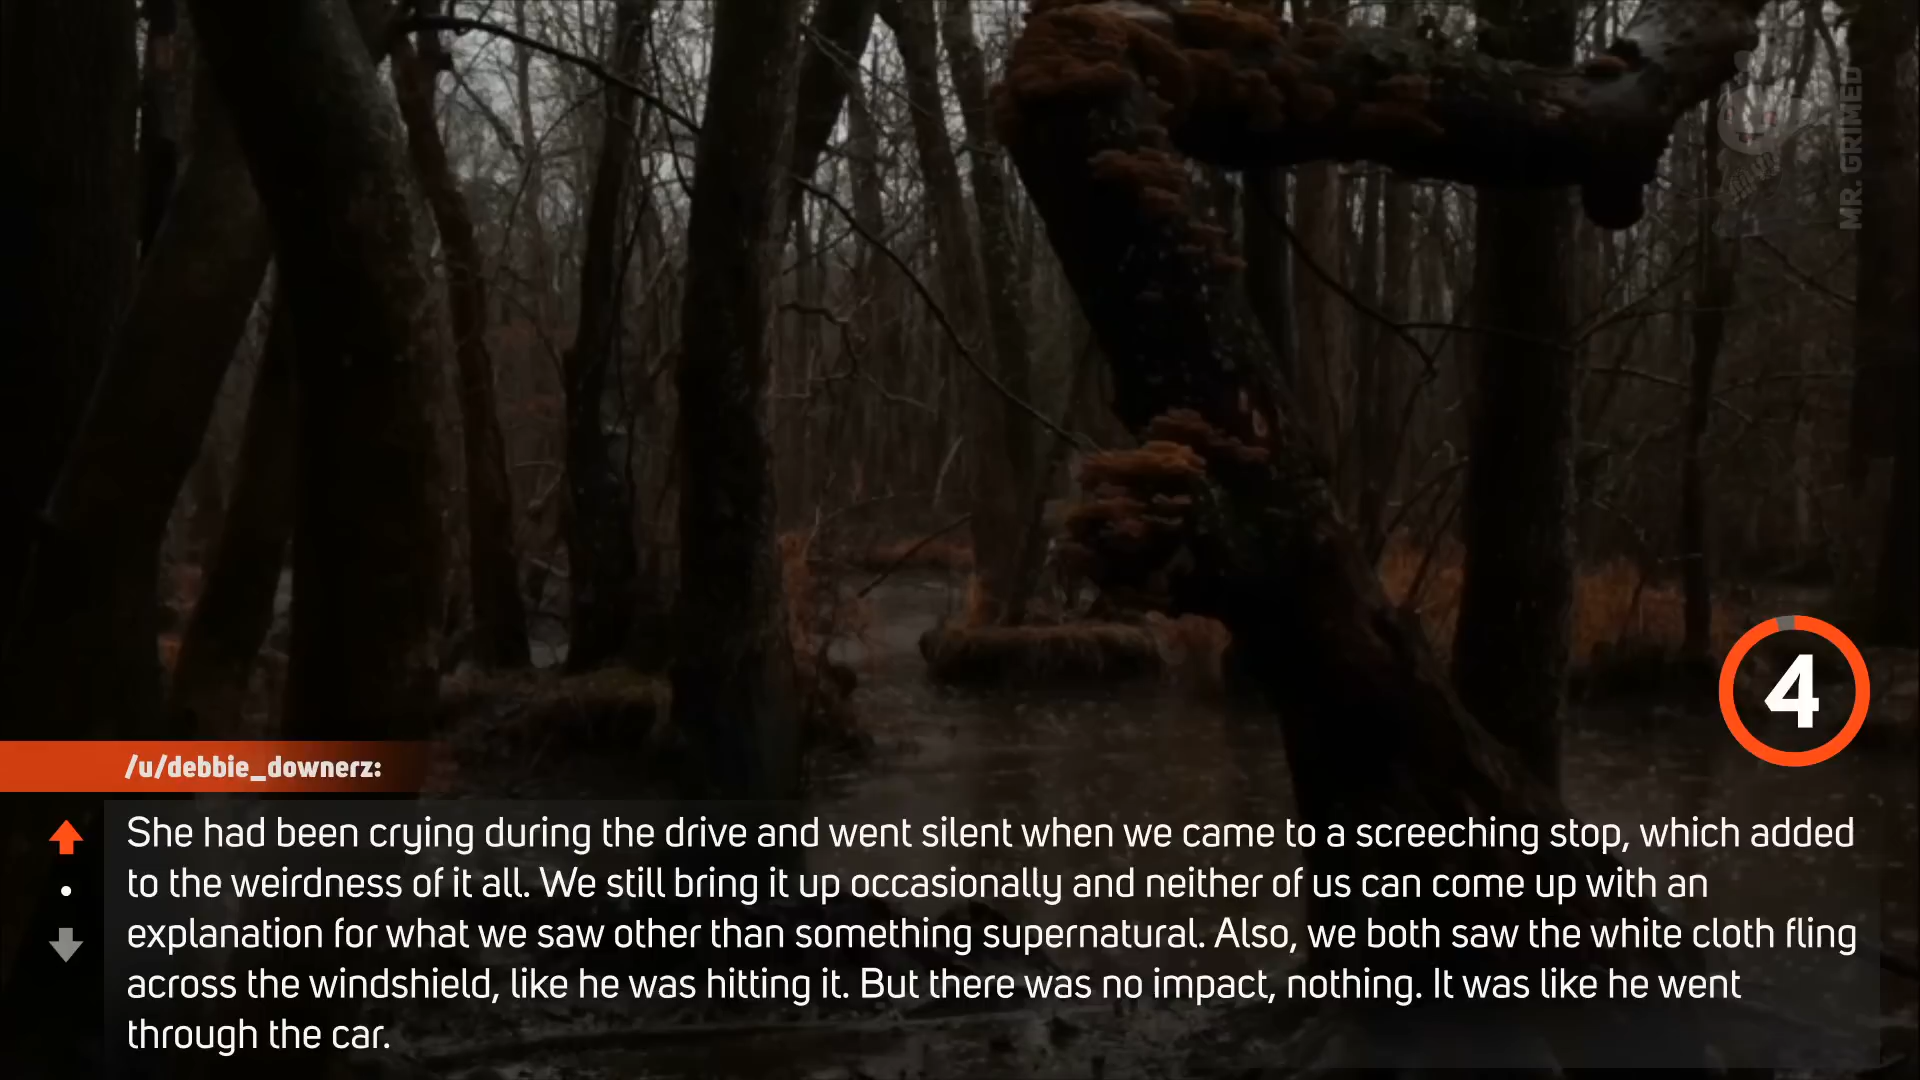 MR. GRIMED
4
/u/debbie_downerz:
She had been crying during the drive and went silent when we came to a screeching stop, which added
to the weirdness of it all. We still bring it up occasionally and neither of us can come up with an
explanation for what we saw other than something supernatural. Also, we both saw the white cloth fling
across the windshield, like he was hitting it. But there was no impact, nothing. It was like he went
through the car.